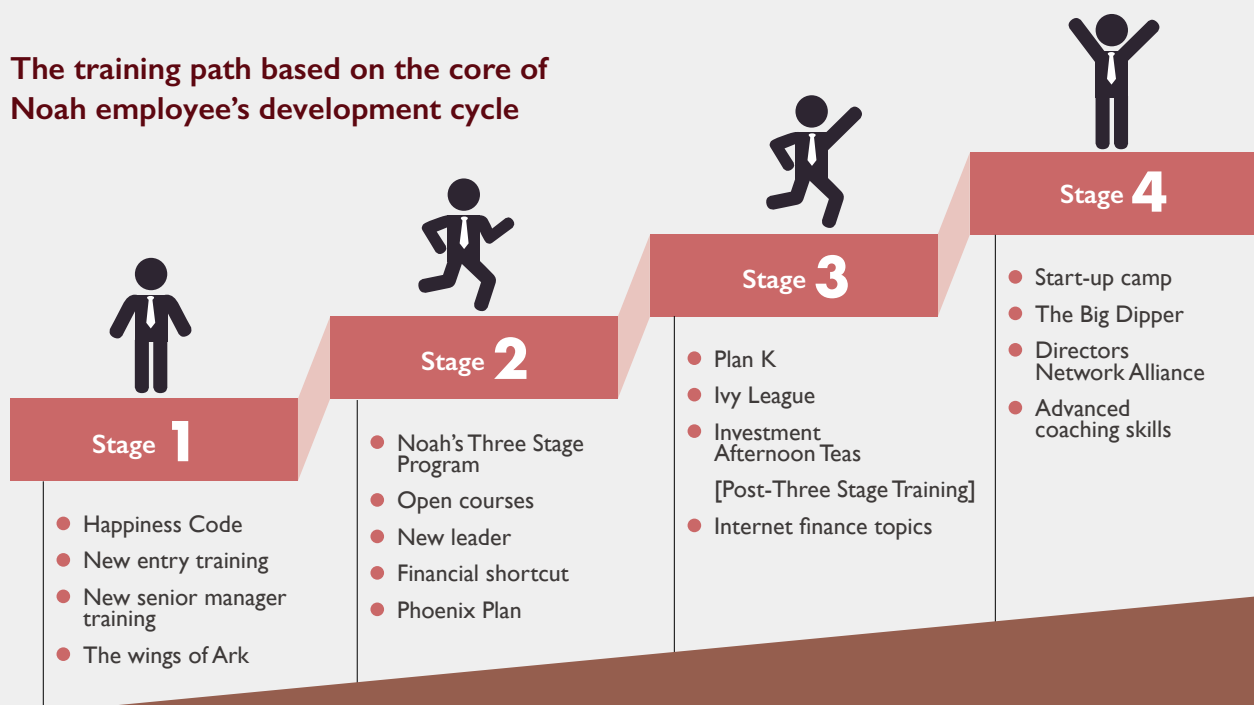 The training path based on the core of
Noah employee's development cycle
Stage 1
Happiness Code
New entry training
New senior manager
training
The wings of Ark
Stage 2
Noah's Three Stage
Program
Open courses
New leader
Financial shortcut
Phoenix Plan
Stage 3
Plan K
Ivy League
Investment
Afternoon Teas
[Post-Three Stage Training]
Internet finance topics
Stage 4
Start-up camp
The Big Dipper
Directors
Network Alliance
Advanced
coaching skills